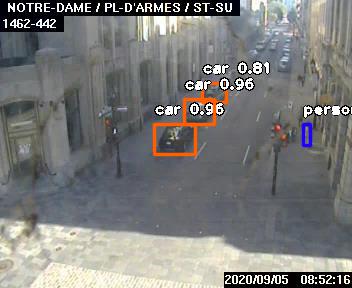 NOTRE-DAME / PL-D'ARMES / ST-SU
1462-442
car 0.81
car 0.96
car 0.96
perso
2020/09/05 08:52:16